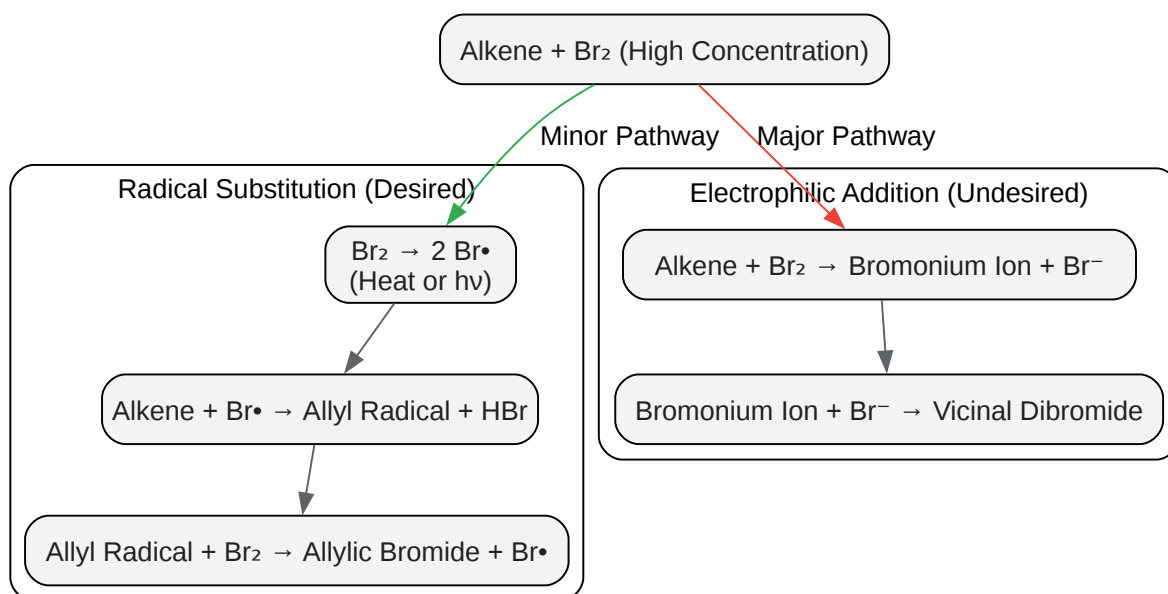 Alkene + Br₂ (High Concentration)
Minor Pathway
Major Pathway
Radical Substitution (Desired)
Br₂ → 2 Br•
(Heat or hν)
Alkene + Br• → Allyl Radical + HBr
Allyl Radical + Br₂ → Allylic Bromide + Br•
Electrophilic Addition (Undesired)
Alkene + Br₂ → Bromonium Ion + Br⁻
Bromonium Ion + Br⁻ → Vicinal Dibromide